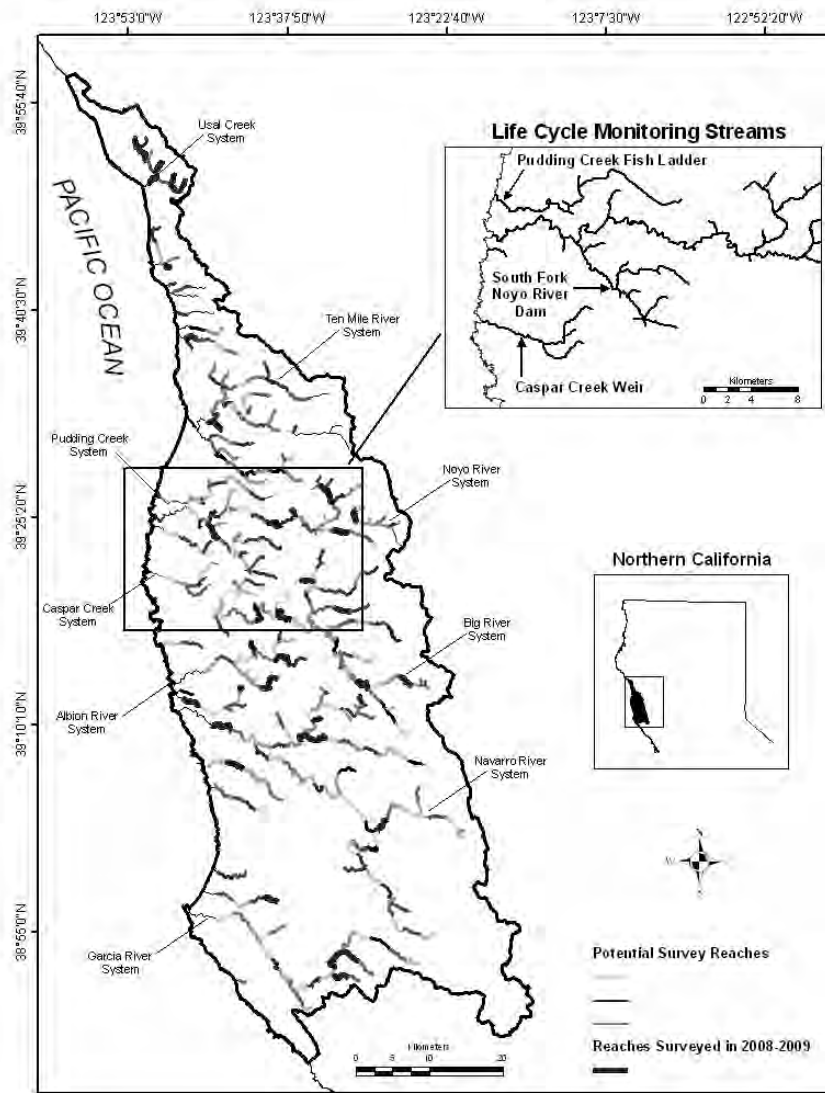 123°53'0"W
123°37'50"W
123°22'40"W
123°7'30"W
122°52'20"W
39°55'40"N
39°40'30"N
39°25'20"N
39°10'10"N
38°55'0"N
PACIFIC OCEAN
Usal Creek
System
Ten Mile River
System
Pudding Creek
System
Noyo River
System
Caspar Creek
System
Big River
System
Albion River
System
Navarro River
System
Garcia River
System
Kilometers
0 5 10 20
Life Cycle Monitoring Streams
Pudding Creek Fish Ladder
South Fork
Noyo River
Dam
Caspar Creek Weir
Kilometers
0 1 2 4 6 8
Northern California
N
W
E
S
Potential Survey Reaches
Reaches Surveyed in 2008-2009